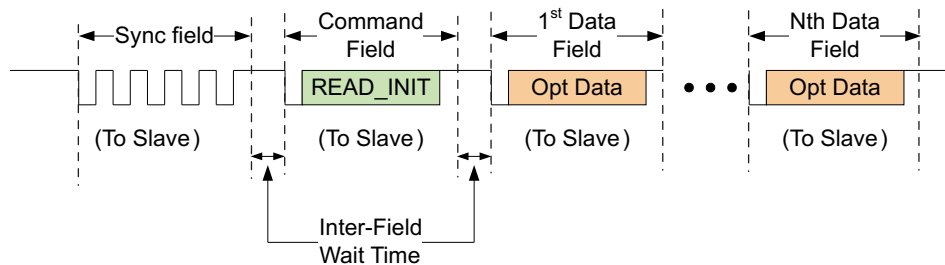 Sync field
Command
Field
1st Data
Field
Nth Data
Field
READ_INIT
Opt Data
Opt Data
(To Slave)
(To Slave)
(To Slave)
(To Slave)
Inter-Field
Wait Time